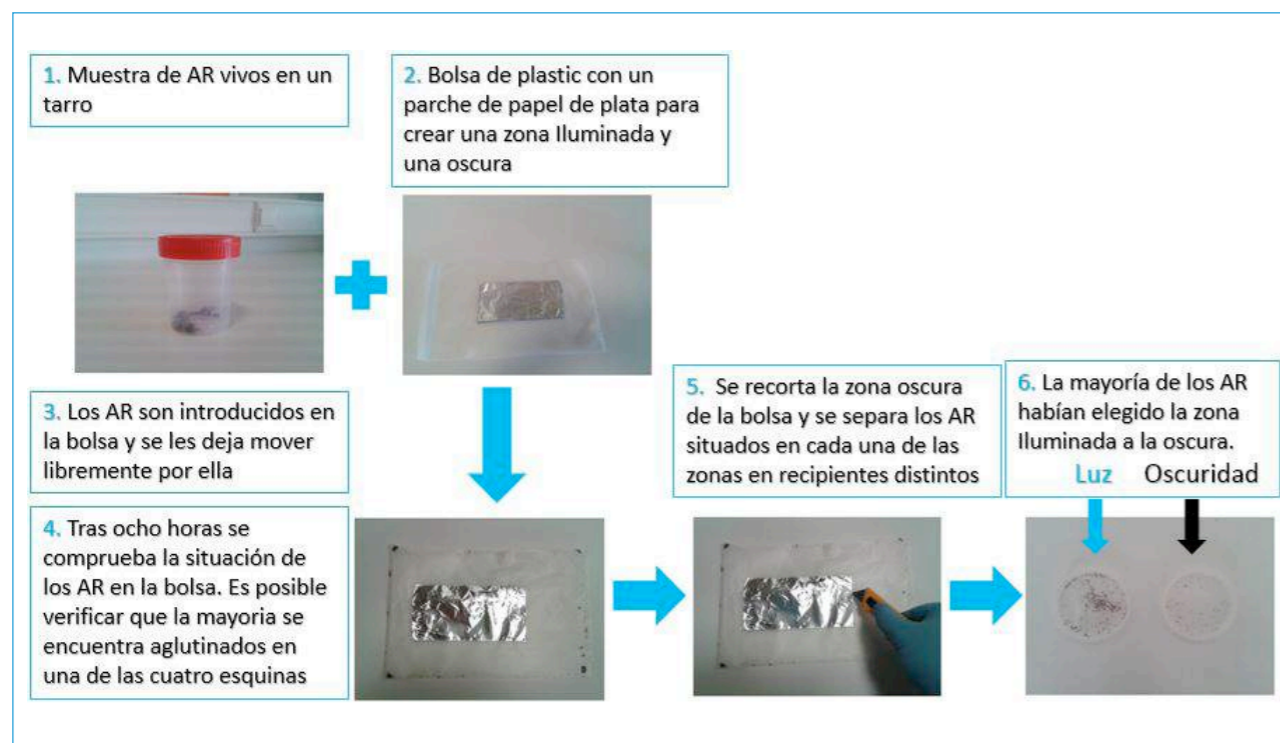 1. Muestra de AR vivos en un
tarro
2. Bolsa de plastic con un
parche de papel de plata para
crear una zona Iluminada y
una oscura
3. Los AR son introducidos en
la bolsa y se les deja mover
libremente por ella
4. Tras ocho horas se
comprueba la situación de
los AR en la bolsa. Es posible
verificar que la mayoria se
encuentra aglutinados en
una de las cuatro esquinas
5. Se recorta la zona oscura
de la bolsa y se separa los AR
situados en cada una de las
zonas en recipientes distintos
6. La mayoría de los AR
habían elegido la zona
Iluminada a la oscura.
Luz Oscuridad